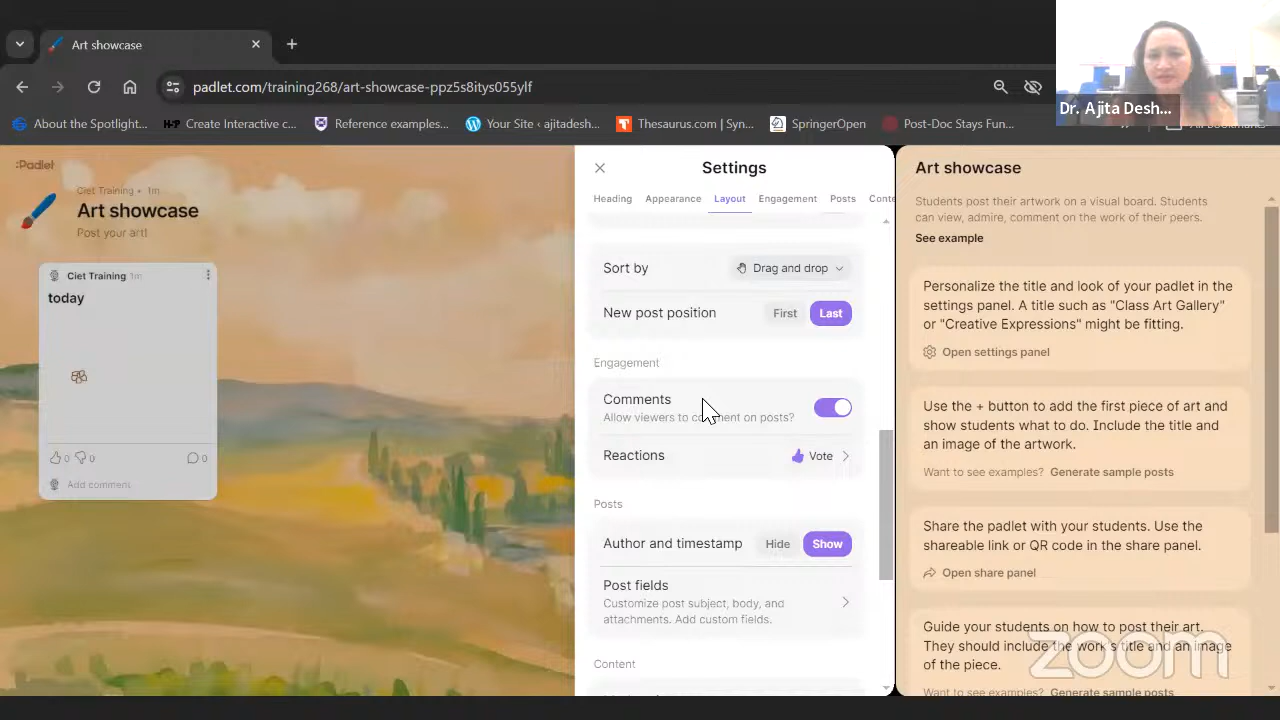 Art showcase
padlet.com/training268/art-showcase-ppz5s8itys055ylf
About the Spotlight...
H-P Create Interactive c...
Reference examples...
Your Site ‹ ajitadesh...
Thesaurus.com | Syn...
SpringerOpen
Post-Doc Stays Fun...
Dr. Ajita Desh...
:Padlet
Ciet Training • 1m
Art showcase
Post your art!
Ciet Training 1m
today
0 0 0
Add comment
Settings
Heading Appearance Layout Engagement Posts Conte
Sort by Drag and drop
New post position First Last
Engagement
Comments
Allow viewers to comment on posts?
Reactions Vote
Posts
Author and timestamp Hide Show
Post fields
Customize post subject, body, and
attachments. Add custom fields.
Content
Art showcase
Students post their artwork on a visual board. Students
can view, admire, comment on the work of their peers.
See example
Personalize the title and look of your padlet in the
settings panel. A title such as "Class Art Gallery"
or "Creative Expressions" might be fitting.
Open settings panel
Use the + button to add the first piece of art and
show students what to do. Include the title and
an image of the artwork.
Want to see examples? Generate sample posts
Share the padlet with your students. Use the
shareable link or QR code in the share panel.
Open share panel
Guide your students on how to post their art.
They should include the work's title and an image
of the piece.
Want to see examples? Generate sample posts
zoom